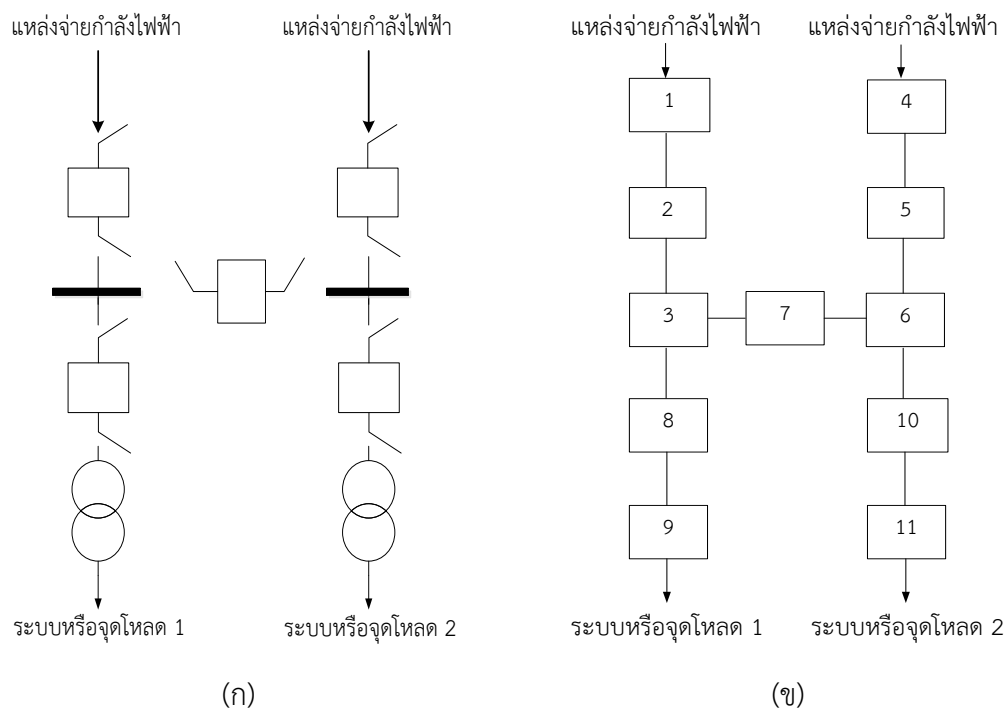 แหล่งจ่ายกำลังไฟฟ้า แหล่งจ่ายกำลังไฟฟ้า แหล่งจ่ายกำลังไฟฟ้า แหล่งจ่ายกำลังไฟฟ้า
1 4
2 5
3 7 6
8 10
9 11
ระบบหรือจุดโหลด 1 ระบบหรือจุดโหลด 2 ระบบหรือจุดโหลด 1 ระบบหรือจุดโหลด 2
(ก) (ข)